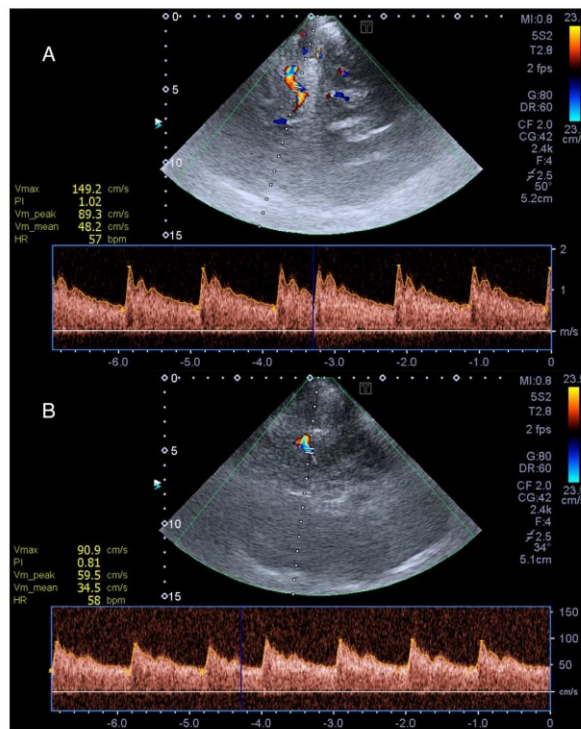 A
0
5
10
15
MI:0.8
5S2
T2.8
2 fps
G:80
DR:60
CF 2.0
CG:42
2.4k
F:4
2.5
50°
5.2cm
23.
23.
Vmax 149.2 cm/s
PI 1.02
Vm_peak 89.3 cm/s
Vm_mean 48.2 cm/s
HR 57 bpm
2
1
m/s
-6.0 -5.0 -4.0 -3.0 -2.0 -1.0 0
B
0
5
10
15
MI:0.8
5S2
T2.8
2 fps
G:80
DR:60
CF 2.0
CG:42
2.4k
F:4
2.5
34°
5.1cm
23.5
23.5
Vmax 90.9 cm/s
PI 0.81
Vm_peak 59.5 cm/s
Vm_mean 34.5 cm/s
HR 58 bpm
150
100
50
cm/s
-6.0 -5.0 -4.0 -3.0 -2.0 -1.0 0